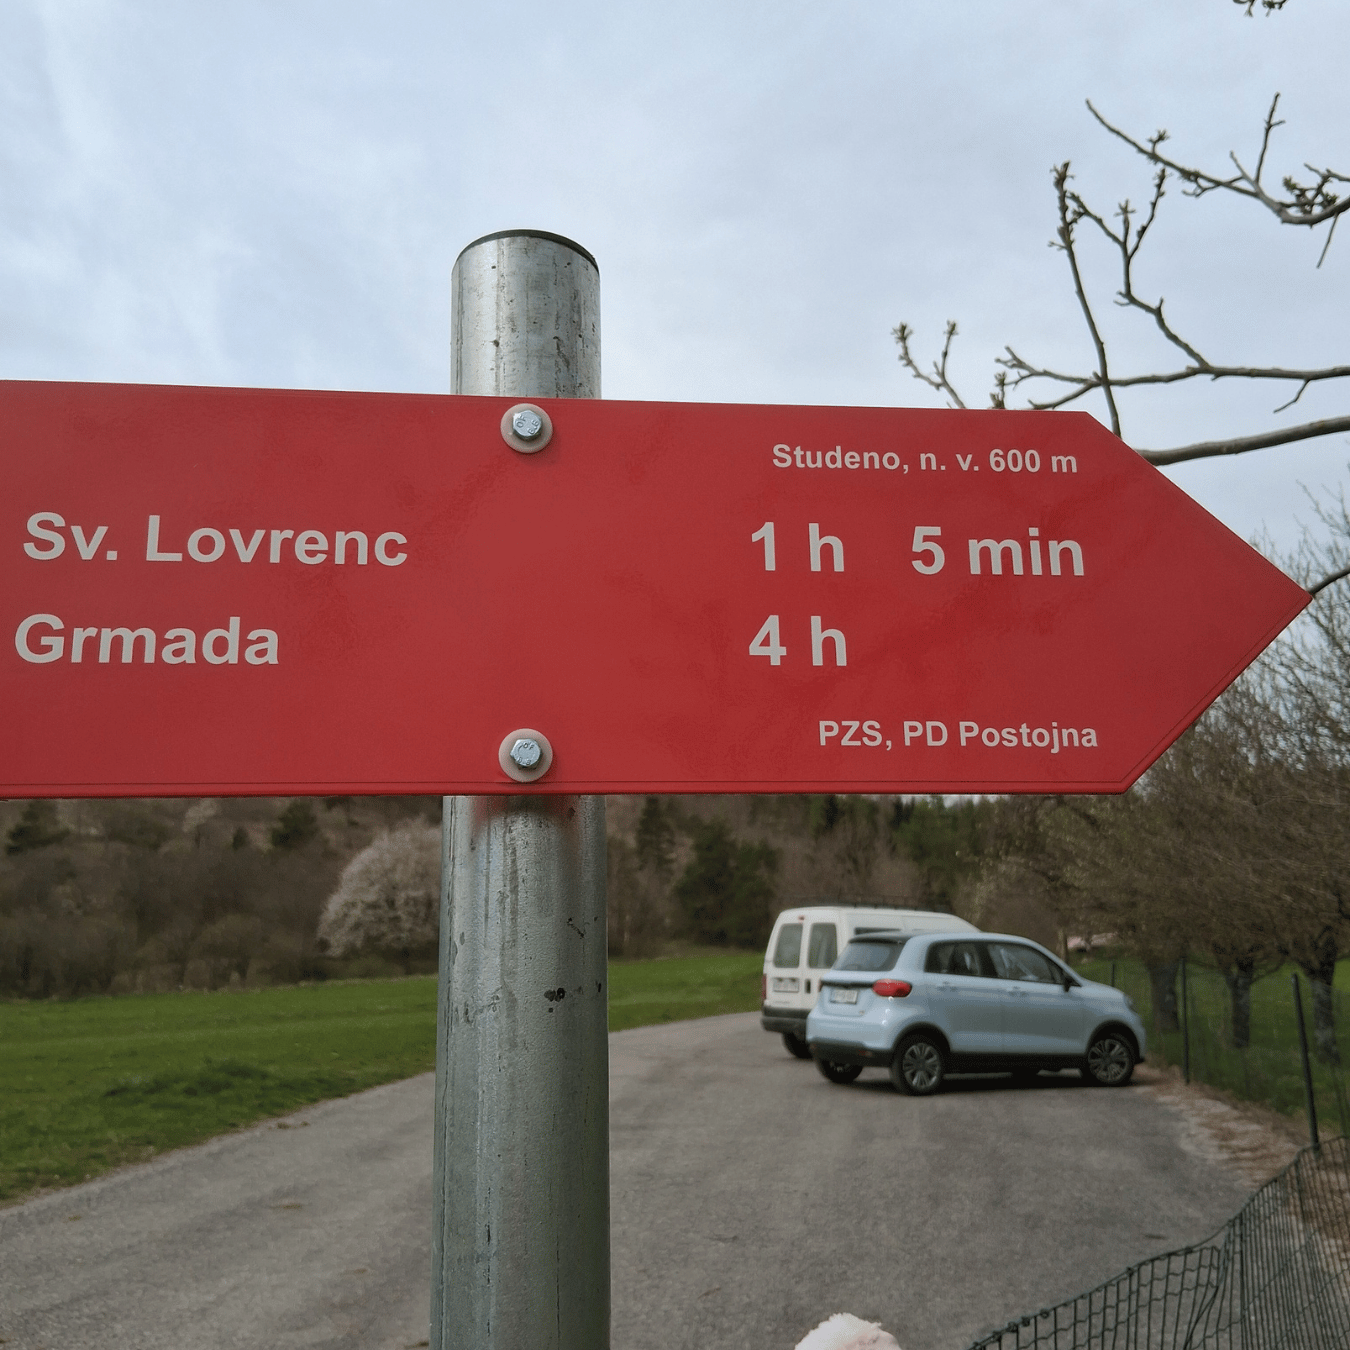 Studeno, n. v. 600 m
Sv. Lovrenc 1 h 5 min
Grmada 4 h
PZS, PD Postojna